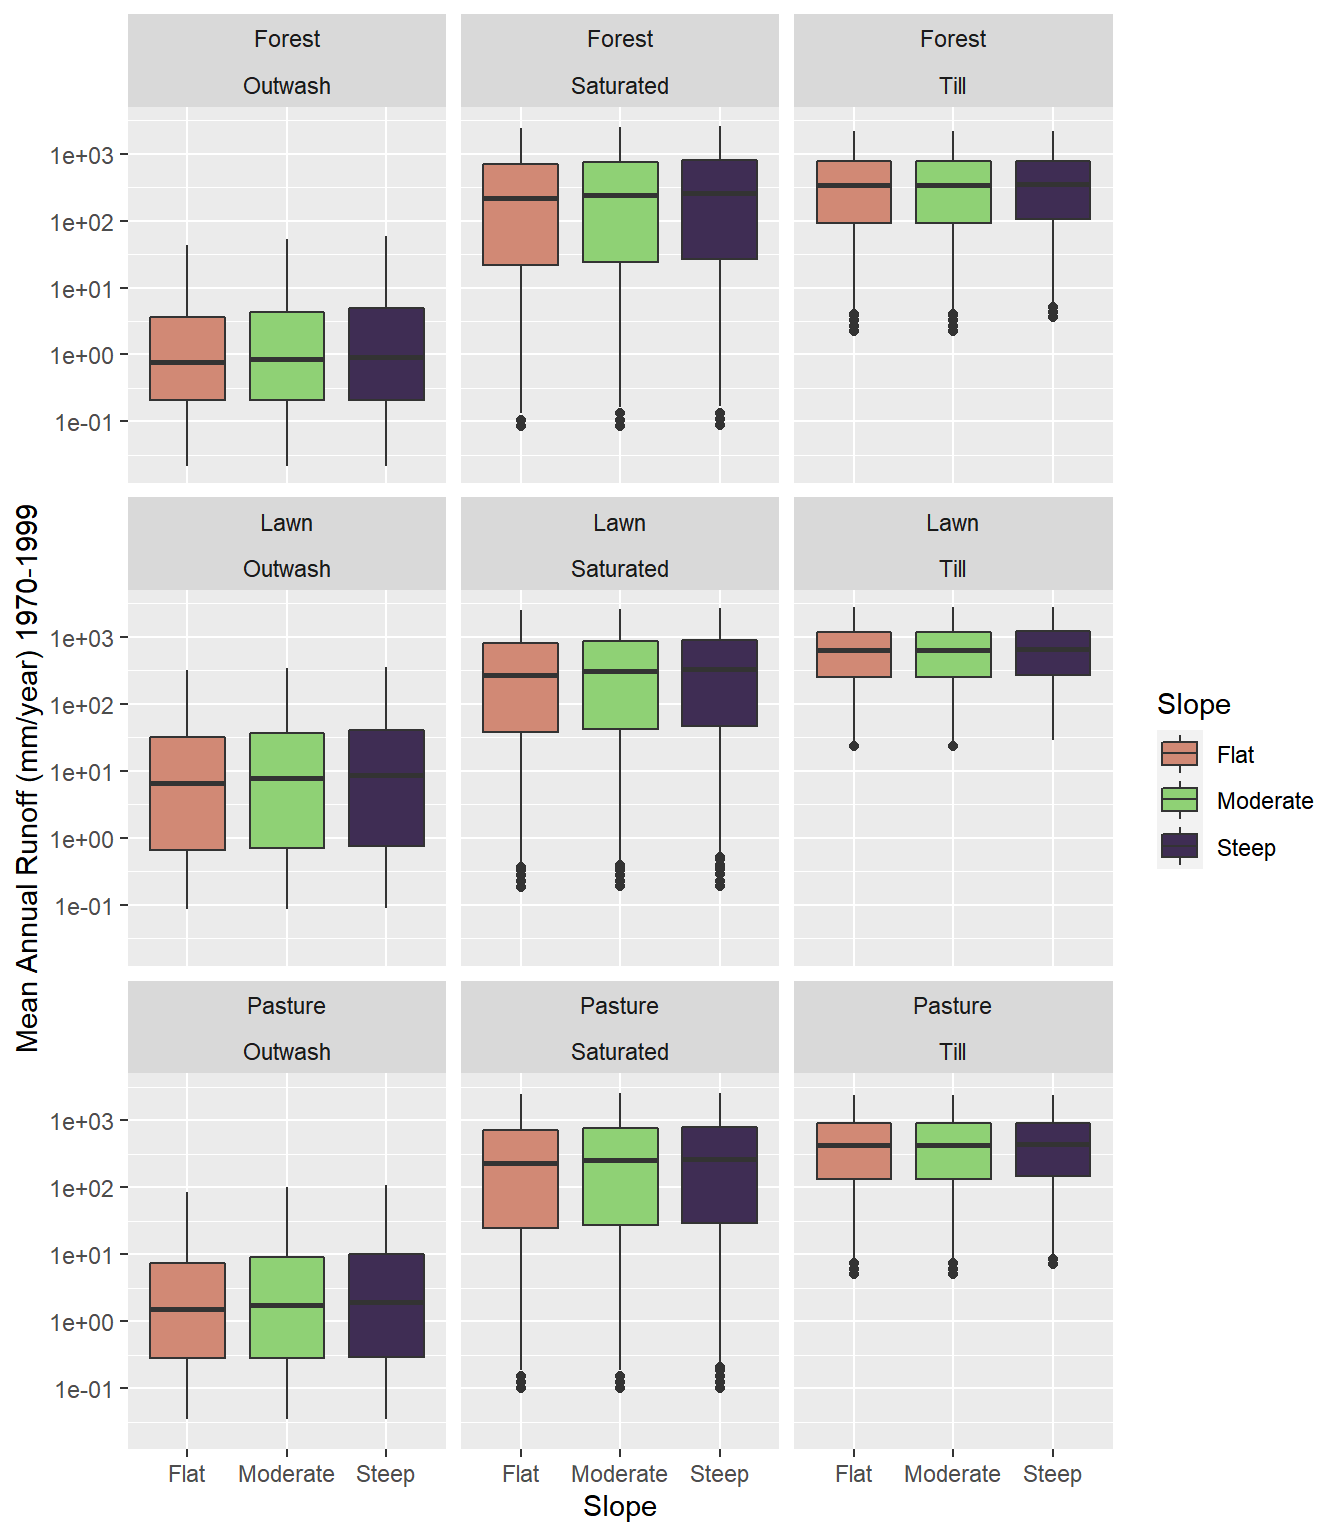 Forest
Outwash
Forest
Saturated
Forest
Till
1e+03
1e+02
1e+01
1e+00
1e-01
Lawn
Outwash
Lawn
Saturated
Lawn
Till
1e+03
1e+02
1e+01
1e+00
1e-01
Pasture
Outwash
Pasture
Saturated
Pasture
Till
1e+03
1e+02
1e+01
1e+00
1e-01
Mean Annual Runoff (mm/year) 1970-1999
Flat Moderate Steep
Flat Moderate Steep
Flat Moderate Steep
Slope
Slope
Flat
Moderate
Steep